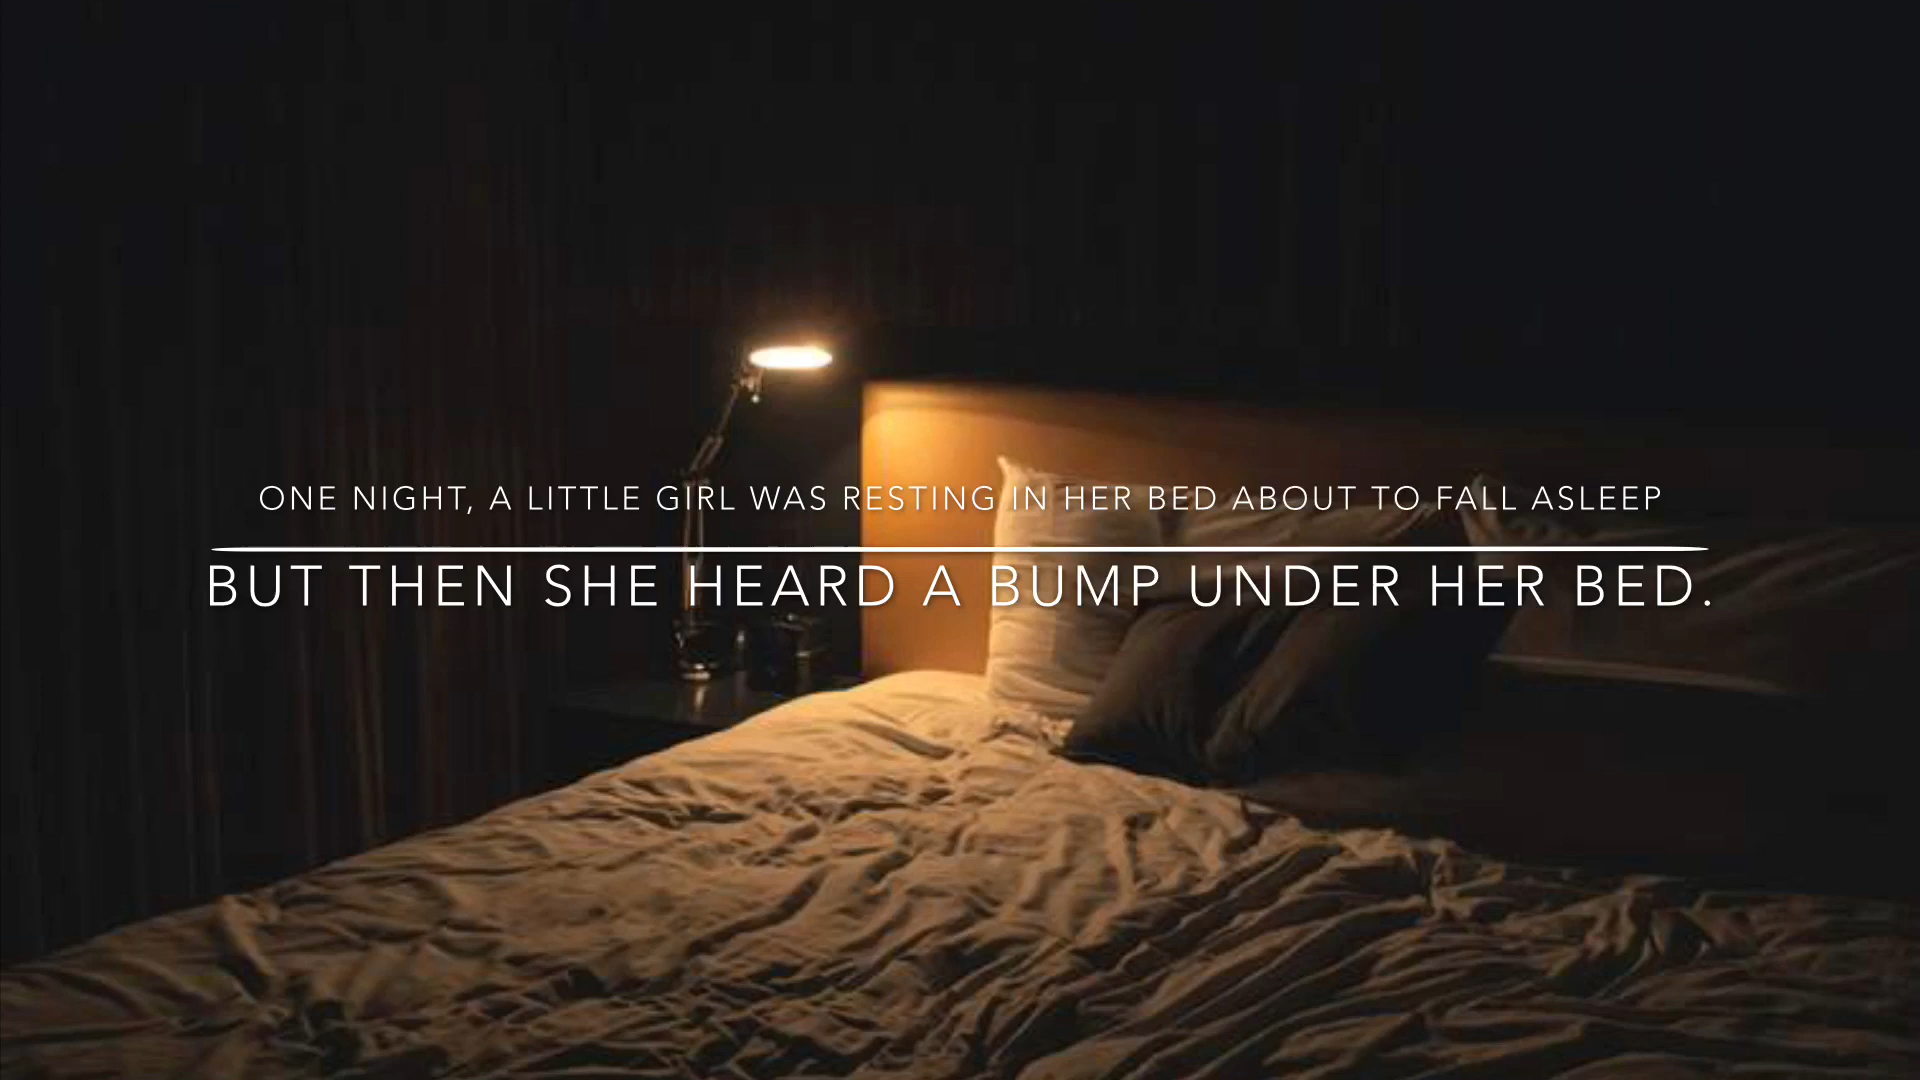 ONE NIGHT, A LITTLE GIRL WAS RESTING IN HER BED ABOUT TO FALL ASLEEP
BUT THEN SHE HEARD A BUMP UNDER HER BED.